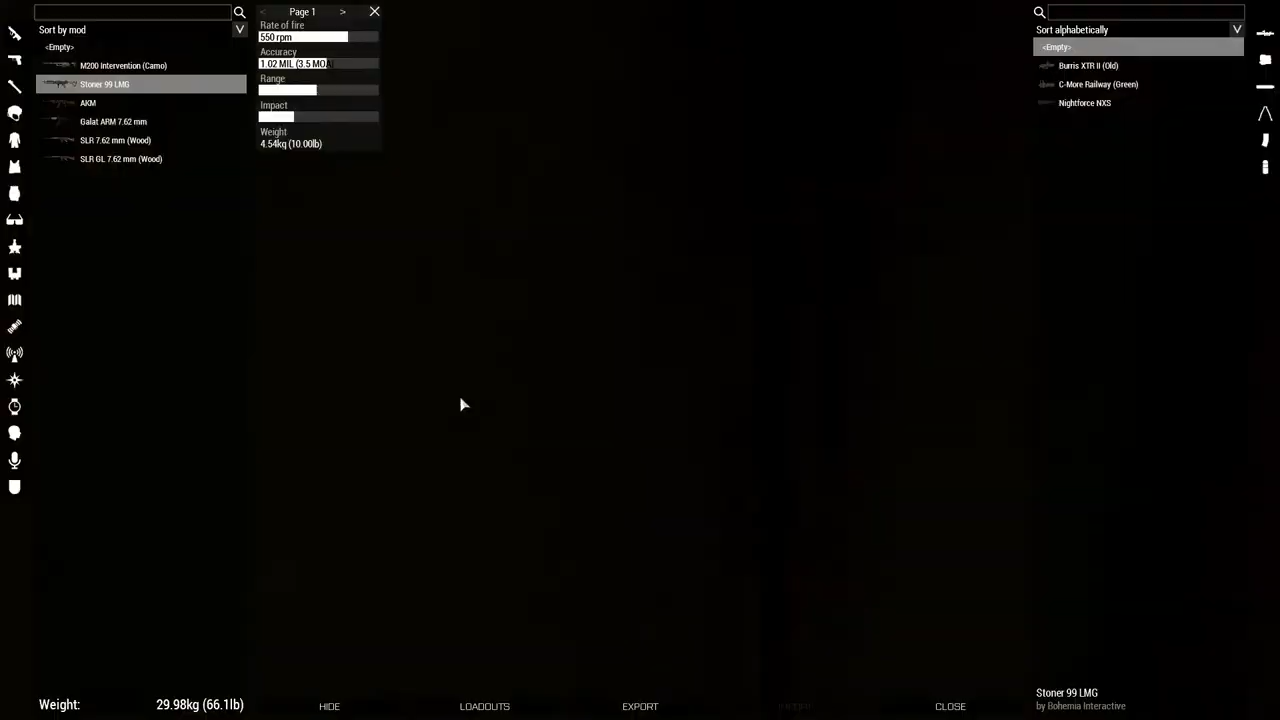 Sort by mod
<Empty>
M200 Intervention (Camo)
Stoner 99 LMG
AKM
Galat ARM 7.62 mm
SLR 7.62 mm (Wood)
SLR GL 7.62 mm (Wood)
Weight: 29.98kg (66.1lb)
< Page 1 >
Rate of fire
550 rpm
Accuracy
1.02 MIL (3.5 MOA)
Range
Impact
Weight
4.54kg (10.00lb)
HIDE
LOADOUTS
EXPORT
IMPORT
CLOSE
Sort alphabetically
<Empty>
Burris XTR II (Old)
C-More Railway (Green)
Nightforce NXS
Stoner 99 LMG
by Bohemia Interactive